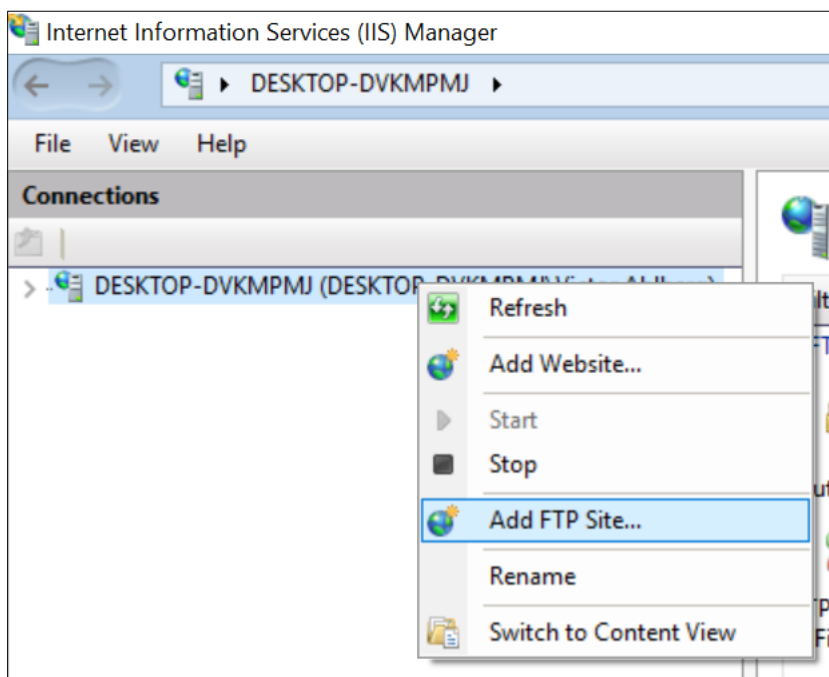 Internet Information Services (IIS) Manager
DESKTOP-DVKMPMJ
File View Help
Connections
DESKTOP-DVKMPMJ (DESKTOP
Refresh
Add Website...
Start
Stop
Add FTP Site...
Rename
Switch to Content View